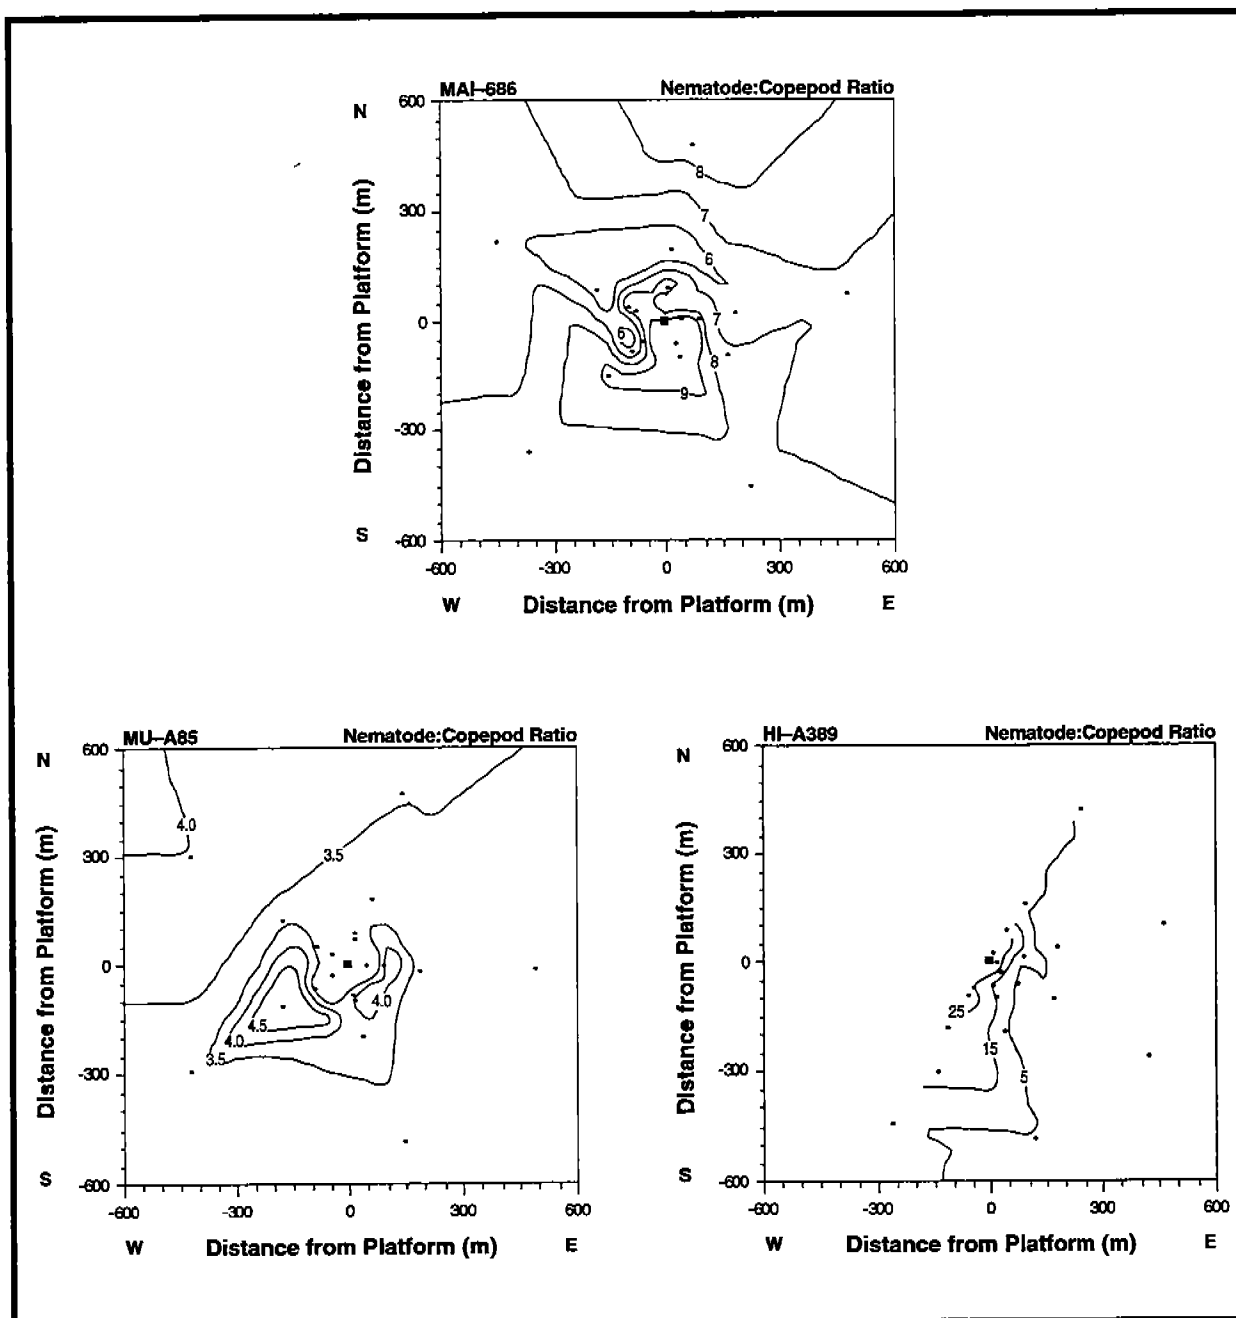 MAI-686 Nematode:Copepod Ratio
N
600
8
Distance from Platform (m)
300
7
6
0
6
7
8
9
-300
S
-600
-600 -300 0 300 600
W Distance from Platform (m) E
MU-A85 Nematode:Copepod Ratio
N
600
4.0
300
3.5
Distance from Platform (m)
0
4.0
4.5
4.0
3.5
-300
S
-600
-600 -300 0 300 600
W Distance from Platform (m) E
HI-A389 Nematode:Copepod Ratio
N
600
300
Distance from Platform (m)
0
25
15
5
-300
S
-600
-600 -300 0 300 600
W Distance from Platform (m) E